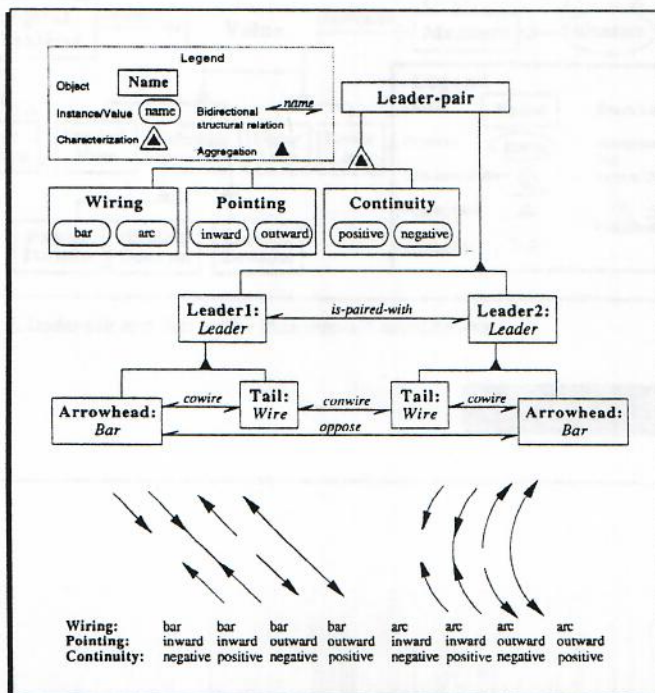 Legend
Object Name
Instance/Value name
Bidirectional structural relation name
Characterization
Aggregation
Leader-pair
Wiring
bar arc
Pointing
inward outward
Continuity
positive negative
Leader1:
Leader
is-paired-with
Leader2:
Leader
Arrowhead:
Bar
cowire
Tail:
Wire
conwire
Tail:
Wire
cowire
Arrowhead:
Bar
oppose
Wiring: bar bar bar bar arc arc arc arc
Pointing: inward inward outward outward inward inward outward outward
Continuity: negative positive negative positive negative positive negative positive